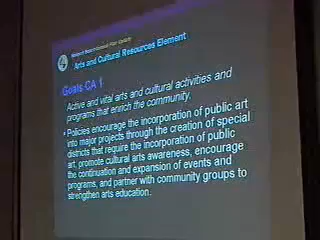 Arts and Cultural Resources Element
Goals CA 1
Active and vital arts and cultural activities and
programs that enrich the community.
• Policies encourage the incorporation of public art
into major projects through the creation of special
districts that require the incorporation of public
art, promote cultural arts awareness, encourage
the continuation and expansion of events and
programs, and partner with community groups to
strengthen arts education.